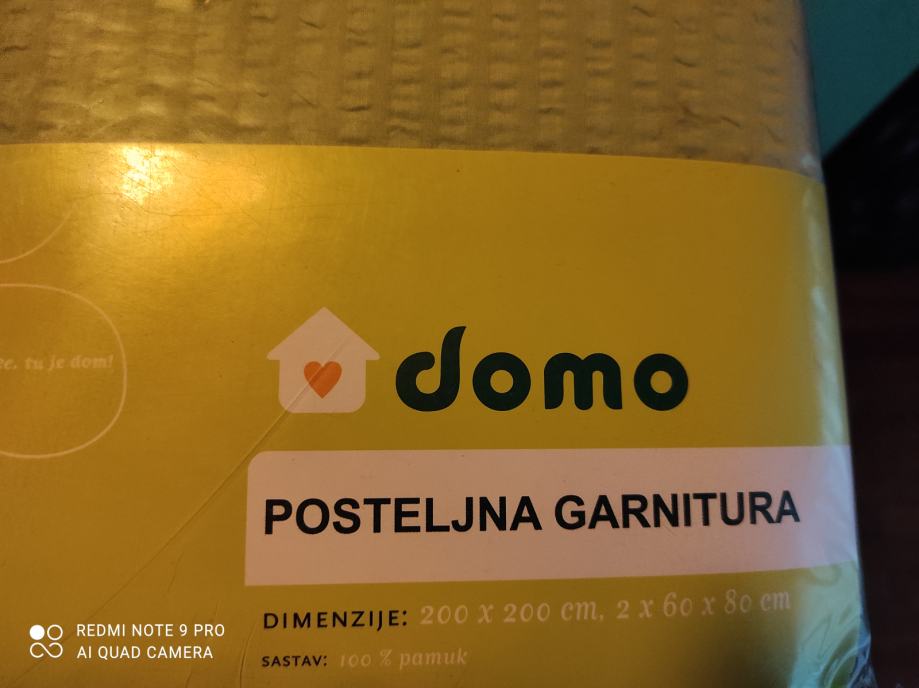 tu je dom!
domo
POSTELJNA GARNITURA
DIMENZIJE: 200 x 200 cm, 2 x 60 x 80 cm
SASTAV: 100 % pamuk
REDMI NOTE 9 PRO
AI QUAD CAMERA